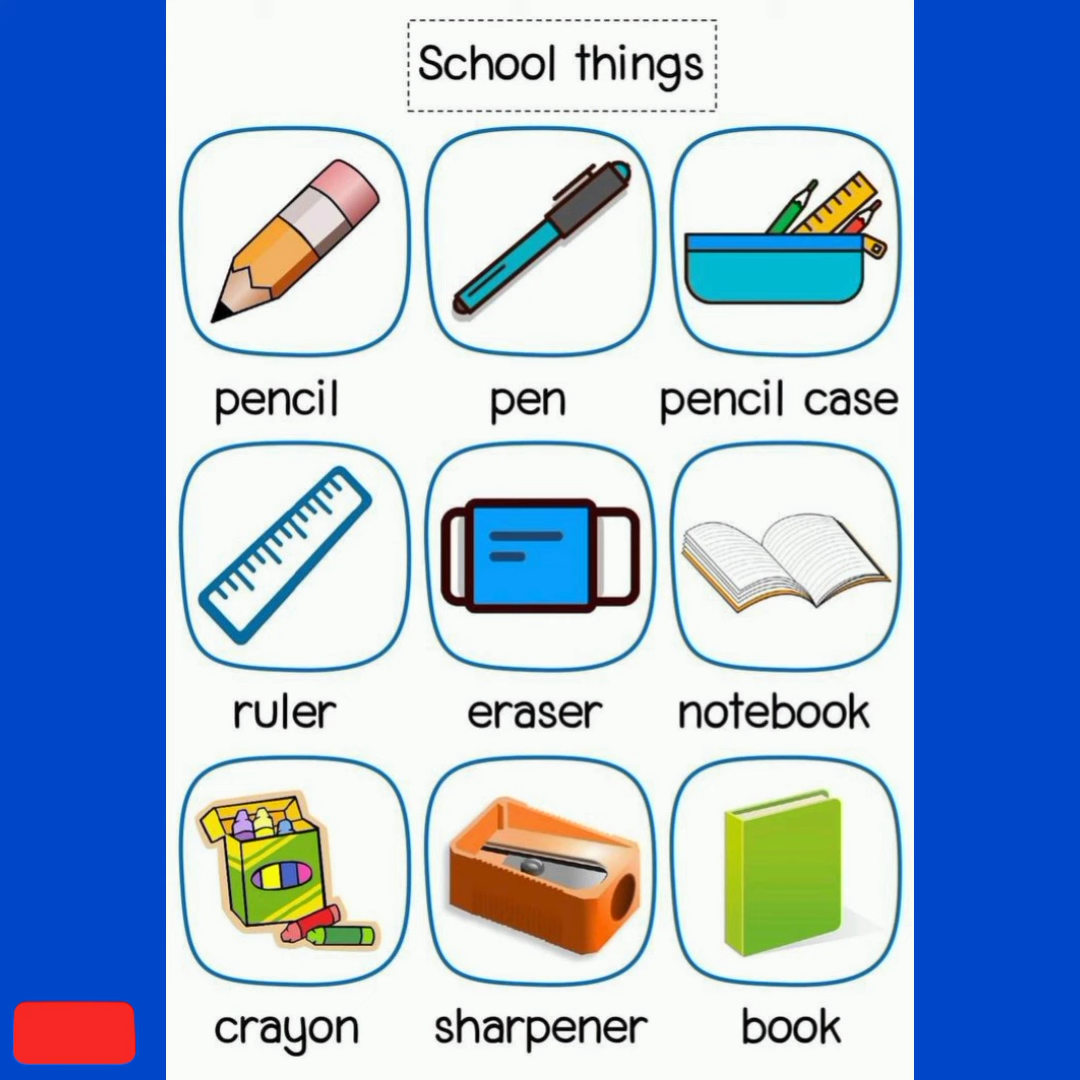 School things
pencil
pen
pencil case
ruler
eraser
notebook
crayon
sharpener
book